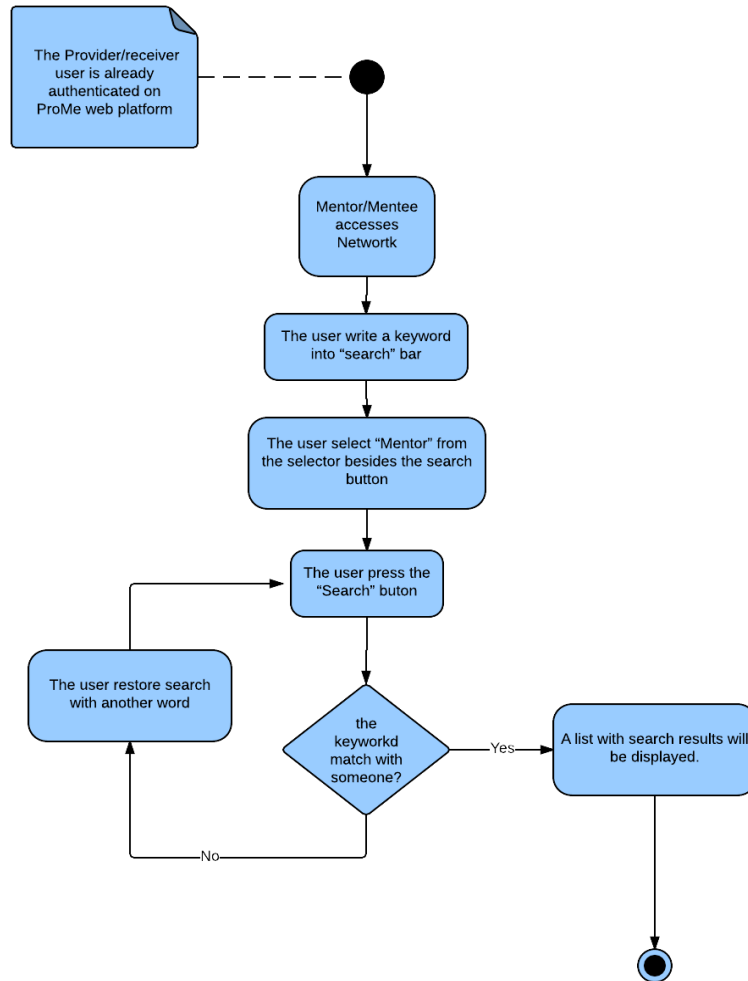 The Provider/receiver
user is already
authenticated on
ProMe web platform
Mentor/Mentee
accesses
Networtk
The user write a keyword
into “search” bar
The user select “Mentor” from
the selector besides the search
button
The user press the
“Search” buton
The user restore search
with another word
the
keyworkd
match with
someone?
Yes
A list with search results will
be displayed.
No